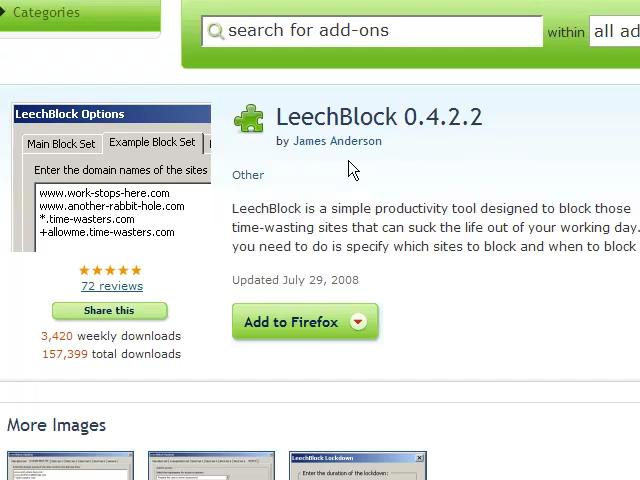 Categories
search for add-ons
within
all ad
LeechBlock Options
Main Block Set
Example Block Set
Enter the domain names of the sites
www.work-stops-here.com
www.another-rabbit-hole.com
*.time-wasters.com
+allowme.time-wasters.com
72 reviews
Share this
3,420 weekly downloads
157,399 total downloads
LeechBlock 0.4.2.2
by James Anderson
Other
LeechBlock is a simple productivity tool designed to block those
time-wasting sites that can suck the life out of your working day.
you need to do is specify which sites to block and when to block
Updated July 29, 2008
Add to Firefox
More Images
LeechBlock Lockdown
Enter the duration of the lockdown: